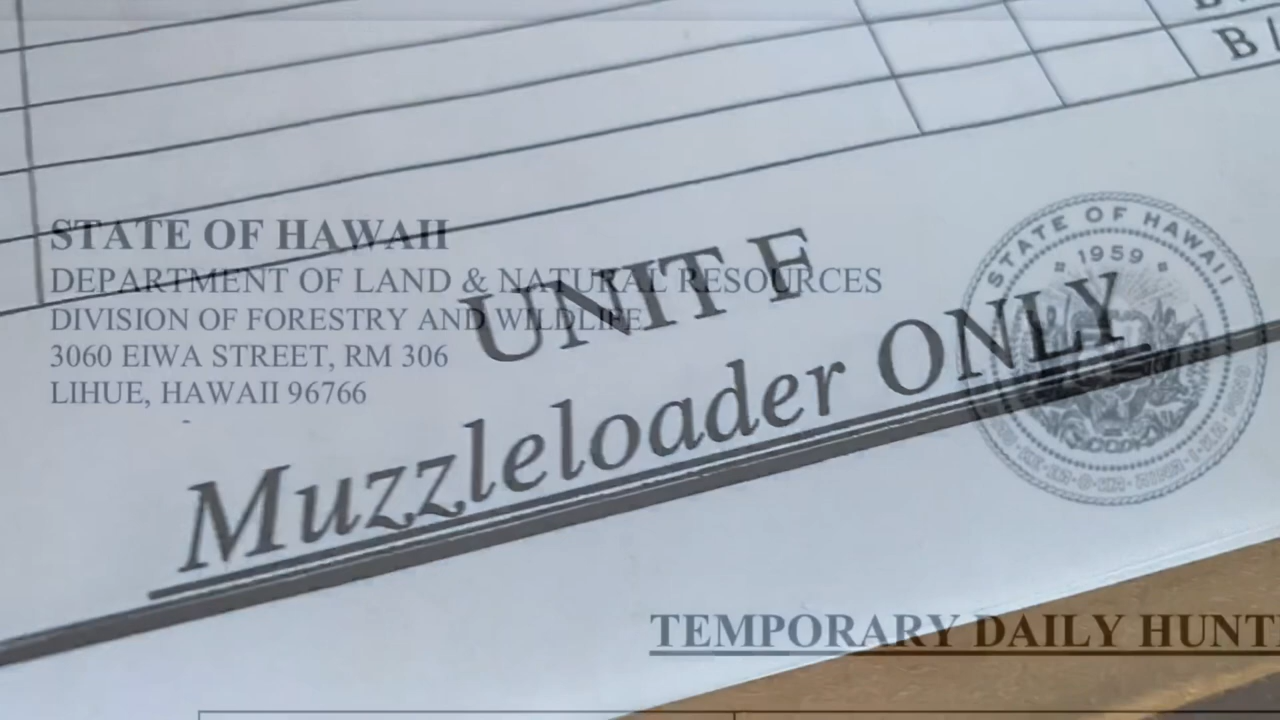 B /
STATE OF HAWAII
DEPARTMENT OF LAND & NATURAL RESOURCES
DIVISION OF FORESTRY AND WILDLIFE
3060 EIWA STREET, RM 306
LIHUE, HAWAII 96766
UNIT F
Muzzleloader ONLY
STATE OF HAWAII
1959
TEMPORARY DAILY HUNT